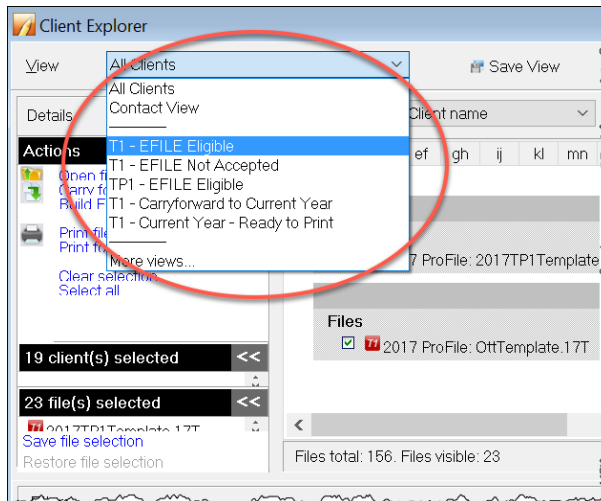 Client Explorer
View
All Clients
Save View
All Clients
Contact View
T1 - EFILE Eligible
T1 - EFILE Not Accepted
TP1 - EFILE Eligible
T1 - Carryforward to Current Year
T1 - Current Year - Ready to Print
More views...
Details
Client name
ef gh ij kl mn
Actions
Open fi
Carry fo
Build E
Print file
Print fo
Clear selection
Select all
19 client(s) selected <<
23 file(s) selected <<
2017TP1Template.17T
Save file selection
Restore file selection
7 ProFile: 2017TP1Template
Files
T1 2017 ProFile: OttTemplate.17T
Files total: 156. Files visible: 23